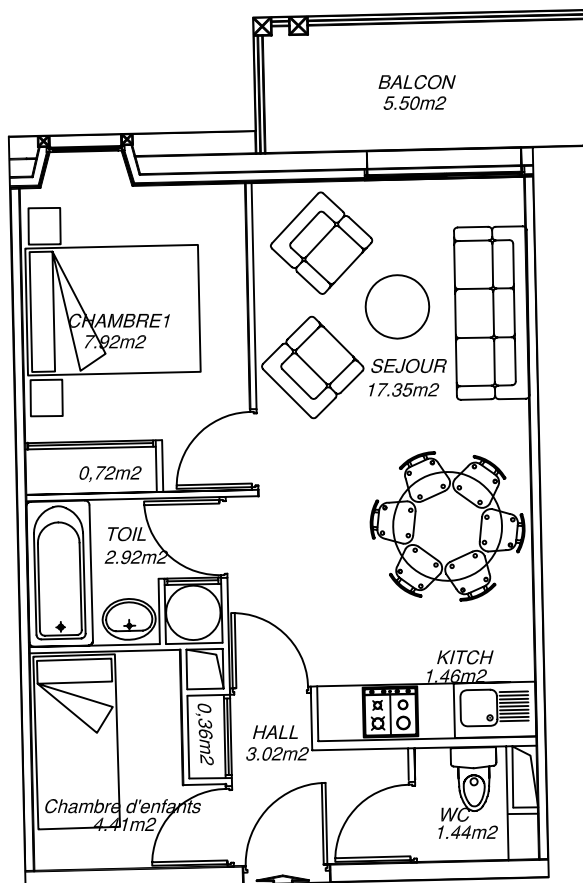 BALCON
5.50m2
CHAMBRE1
7.92m2
SEJOUR
17.35m2
0,72m2
TOIL
2.92m2
KITCH
1.46m2
0,36m2
HALL
3.02m2
Chambre d'enfants
4.41m2
WC
1.44m2